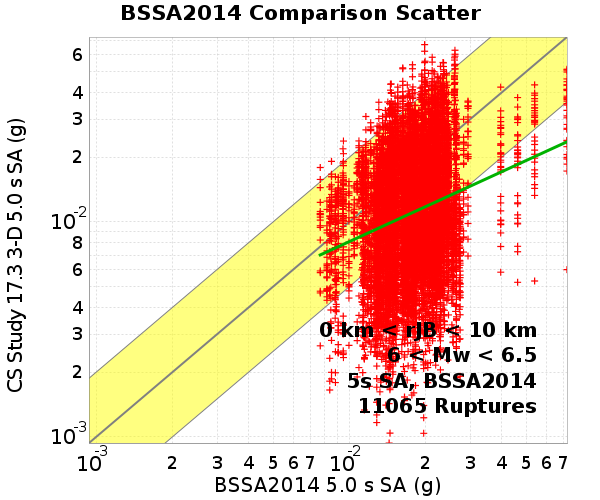 BSSA2014 Comparison Scatter
CS Study 17.3 3-D 5.0 s SA (g)
6
4
3
2
10-2
8
6
4
3
2
10-3
0 km < rJB < 10 km
6 < Mw < 6.5
5s SA, BSSA2014
11065 Ruptures
10-3 2 3 4 5 6 7 10-2 2 3 4 5 6 7
BSSA2014 5.0 s SA (g)